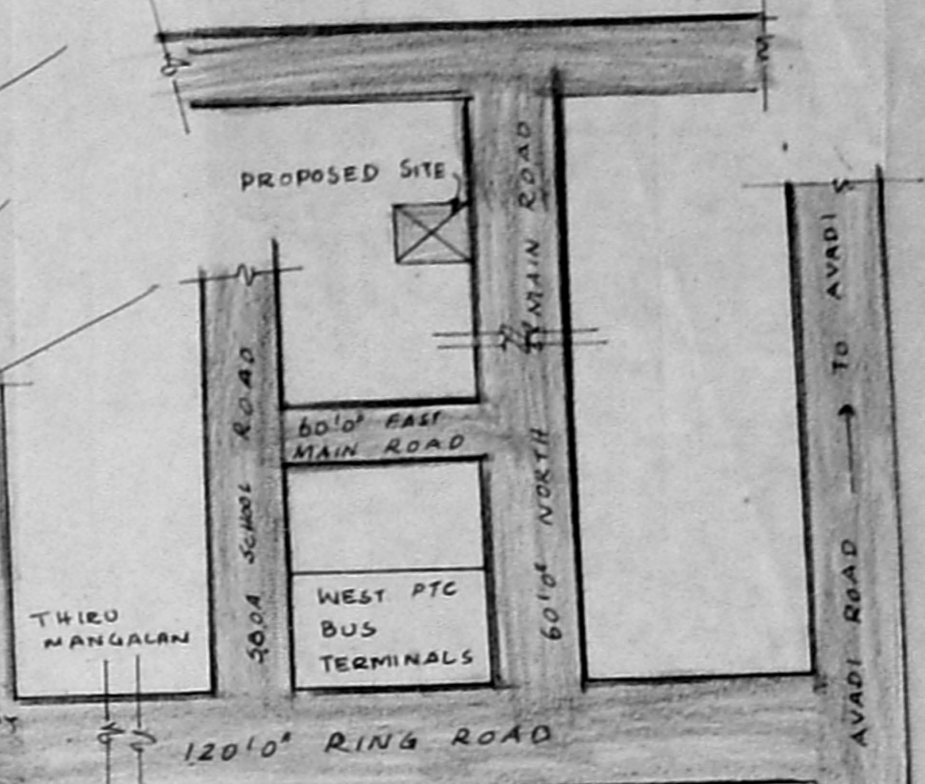 PROPOSED SITE
60'0" NORTH MAIN ROAD
TO AVADI
AVADI ROAD
SCHOOL ROAD
60'0" EAST
MAIN ROAD
WEST PTC
BUS
TERMINALS
THIRU
MANGALAN
120'0" RING ROAD